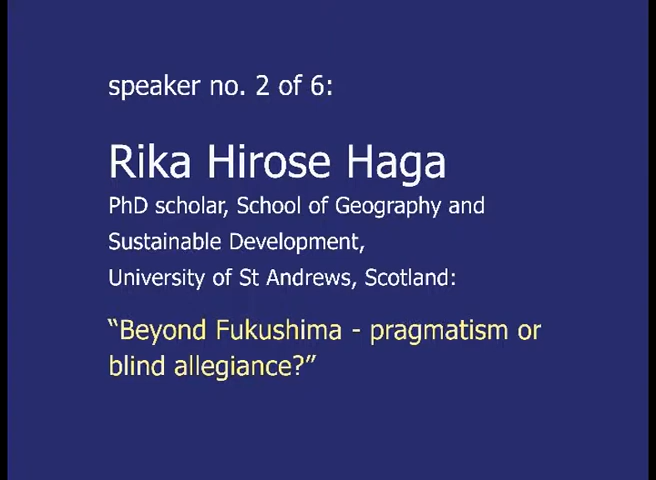 speaker no. 2 of 6:
Rika Hirose Haga
PhD scholar, School of Geography and
Sustainable Development,
University of St Andrews, Scotland:
“Beyond Fukushima - pragmatism or
blind allegiance?”